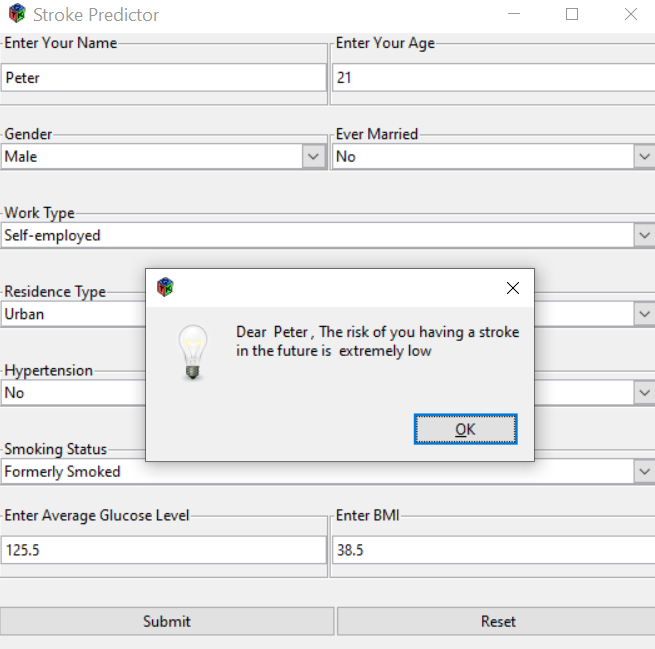 Stroke Predictor
Enter Your Name
Enter Your Age
Peter
21
Gender
Ever Married
Male
No
Work Type
Self-employed
Residence Type
Urban
Dear  Peter , The risk of you having a stroke
in the future is  extremely low
OK
Hypertension
No
Smoking Status
Formerly Smoked
Enter Average Glucose Level
Enter BMI
125.5
38.5
Submit
Reset